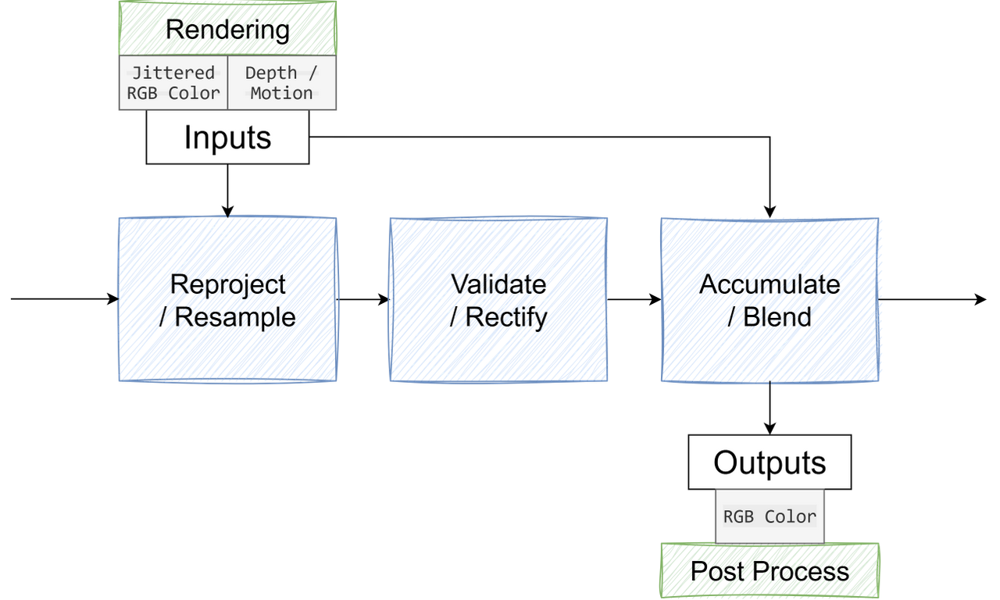 Rendering
Jittered
RGB Color
Depth /
Motion
Inputs
Reproject
/ Resample
Validate
/ Rectify
Accumulate
/ Blend
Outputs
RGB Color
Post Process